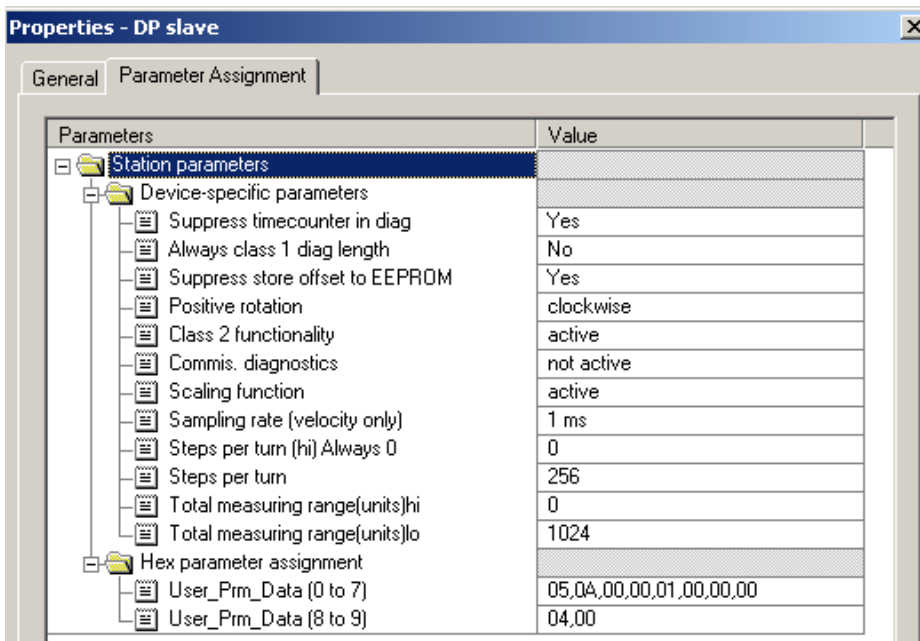 Properties - DP slave
General Parameter Assignment
Parameters Value
Station parameters
Device-specific parameters
Suppress timecounter in diag Yes
Always class 1 diag length No
Suppress store offset to EEPROM Yes
Positive rotation clockwise
Class 2 functionality active
Commis. diagnostics not active
Scaling function active
Sampling rate (velocity only) 1 ms
Steps per turn (hi) Always 0 0
Steps per turn 256
Total measuring range(units)hi 0
Total measuring range(units)lo 1024
Hex parameter assignment
User_Prm_Data (0 to 7) 05,0A,00,00,01,00,00,00
User_Prm_Data (8 to 9) 04,00